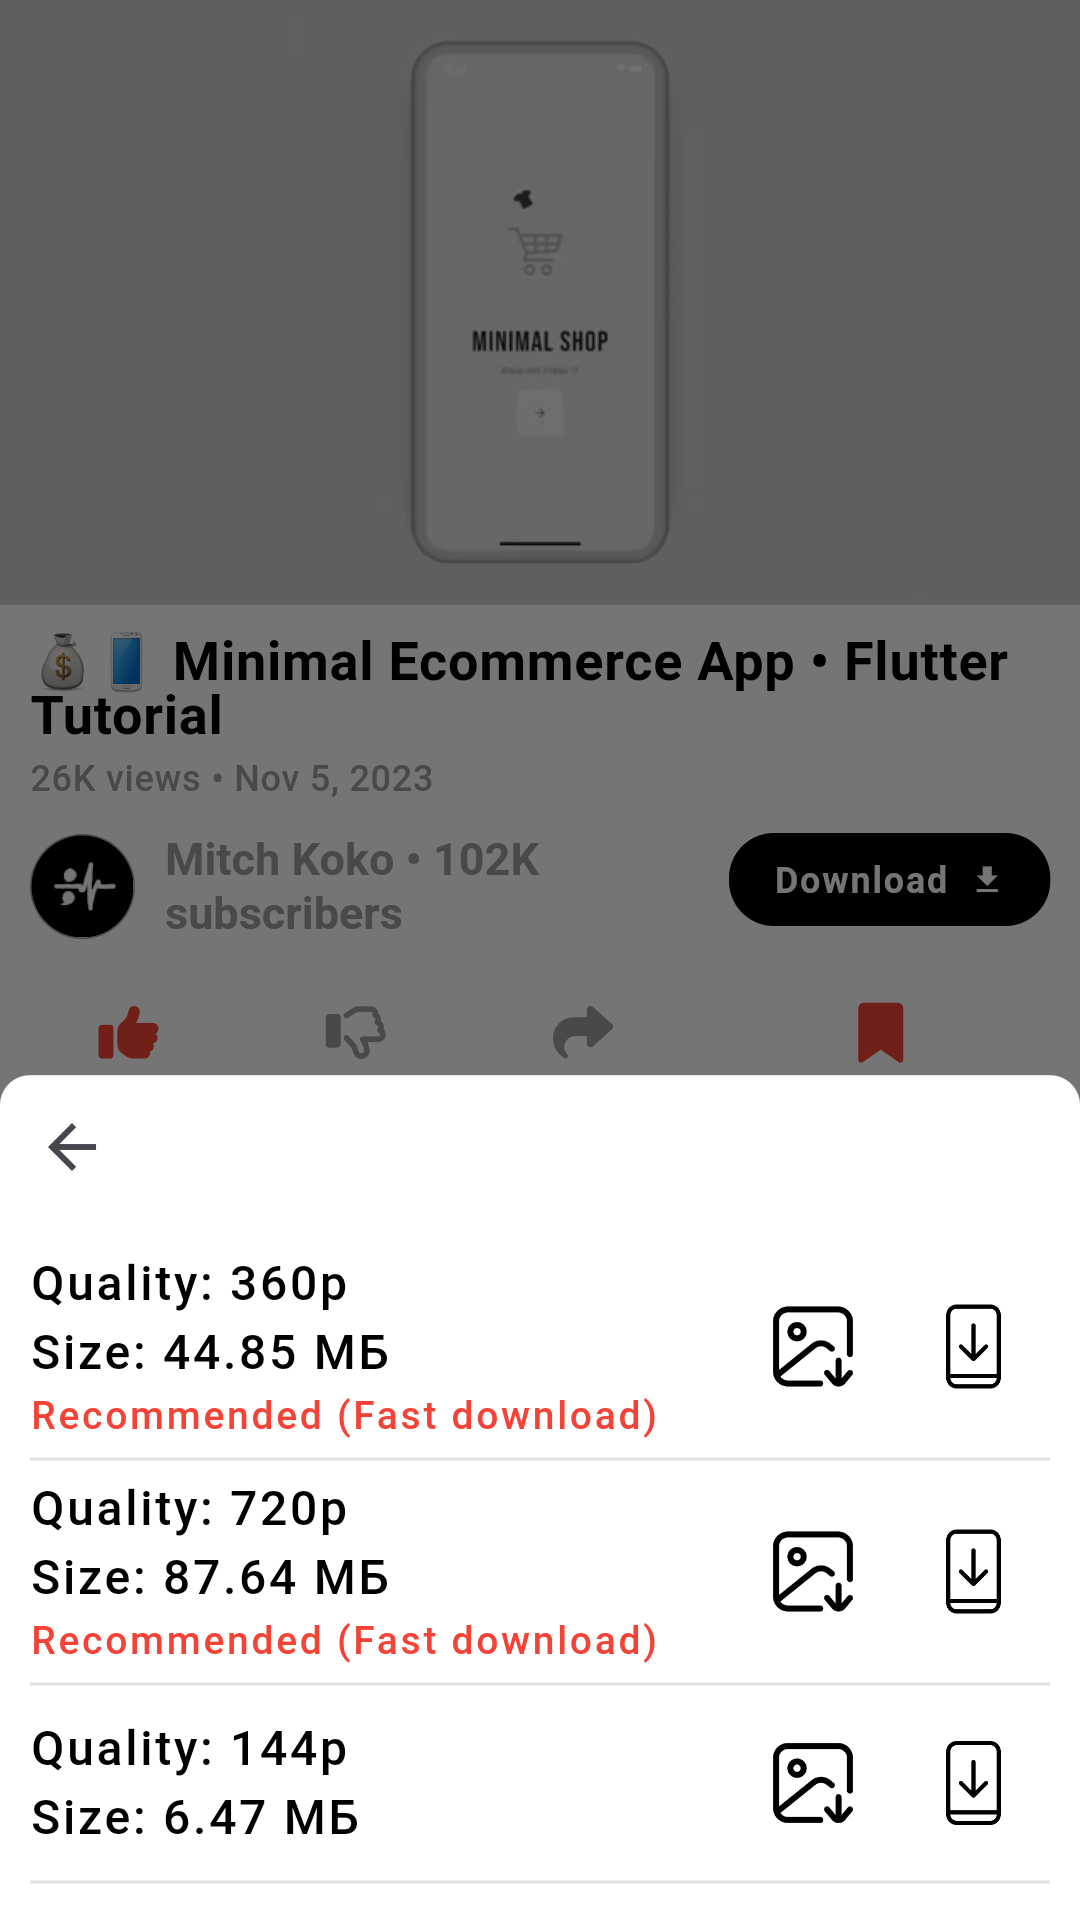 MINIMAL SHOP
💰📱 Minimal Ecommerce App • Flutter
Tutorial
26K views • Nov 5, 2023
Mitch Koko • 102K
subscribers
Download
Quality: 360p
Size: 44.85 МБ
Recommended (Fast download)
Quality: 720p
Size: 87.64 МБ
Recommended (Fast download)
Quality: 144p
Size: 6.47 МБ